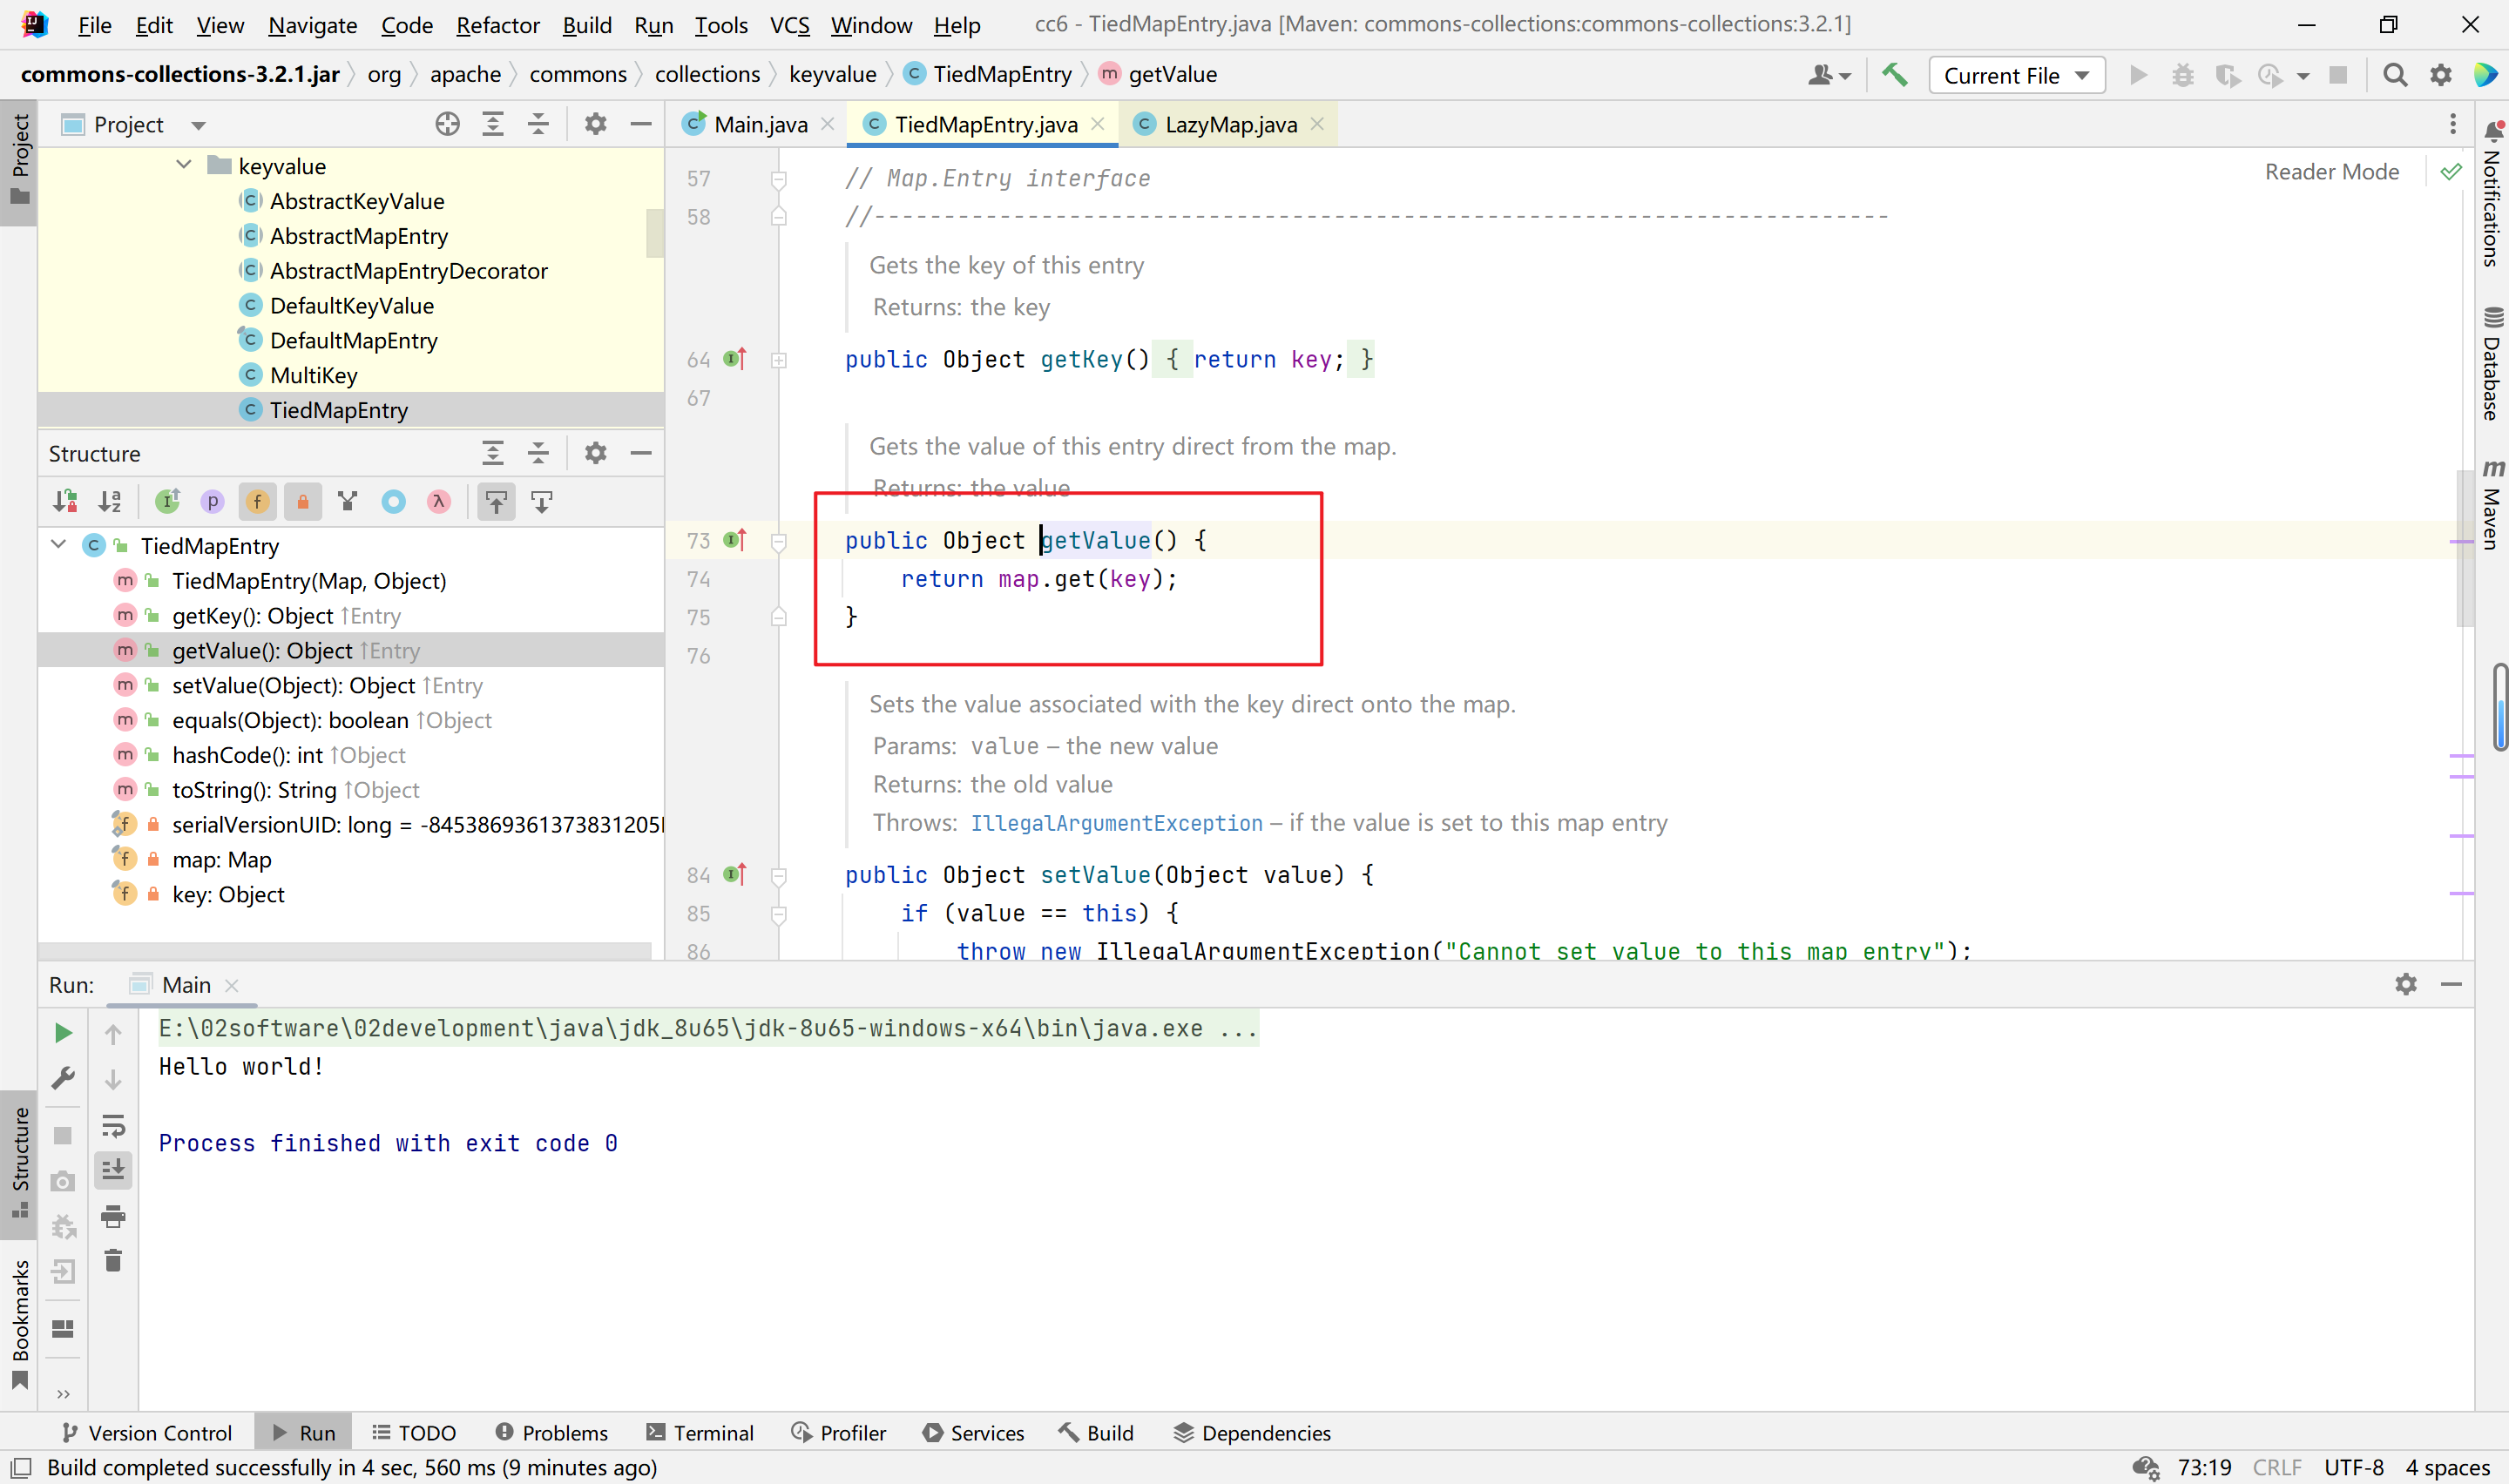 File Edit View Navigate Code Refactor Build Run Tools VCS Window Help cc6 - TiedMapEntry.java [Maven: commons-collections:commons-collections:3.2.1]
commons-collections-3.2.1.jar org apache commons collections keyvalue TiedMapEntry getValue Current File
Project
Main.java TiedMapEntry.java LazyMap.java
keyvalue
AbstractKeyValue
AbstractMapEntry
AbstractMapEntryDecorator
DefaultKeyValue
DefaultMapEntry
MultiKey
TiedMapEntry
Structure
TiedMapEntry
TiedMapEntry(Map, Object)
getKey(): Object ↑Entry
getValue(): Object ↑Entry
setValue(Object): Object ↑Entry
equals(Object): boolean ↑Object
hashCode(): int ↑Object
toString(): String ↑Object
serialVersionUID: long = -8453869361373831205
map: Map
key: Object
Reader Mode
57 // Map.Entry interface
58 //-------------------------------------------------------------------------
Gets the key of this entry
Returns: the key
64 public Object getKey() { return key; }
67
Gets the value of this entry direct from the map.
Returns: the value
73 public Object getValue() {
74 return map.get(key);
75 }
76
Sets the value associated with the key direct onto the map.
Params: value – the new value
Returns: the old value
Throws: IllegalArgumentException – if the value is set to this map entry
84 public Object setValue(Object value) {
85 if (value == this) {
86 throw new IllegalArgumentException("Cannot set value to this map entry");
Project
Structure
Bookmarks
Notifications
Database
Maven
Run: Main
E:\02software\02development\java\jdk_8u65\jdk-8u65-windows-x64\bin\java.exe ...
Hello world!
Process finished with exit code 0
Version Control Run TODO Problems Terminal Profiler Services Build Dependencies
Build completed successfully in 4 sec, 560 ms (9 minutes ago) 73:19 CRLF UTF-8 4 spaces